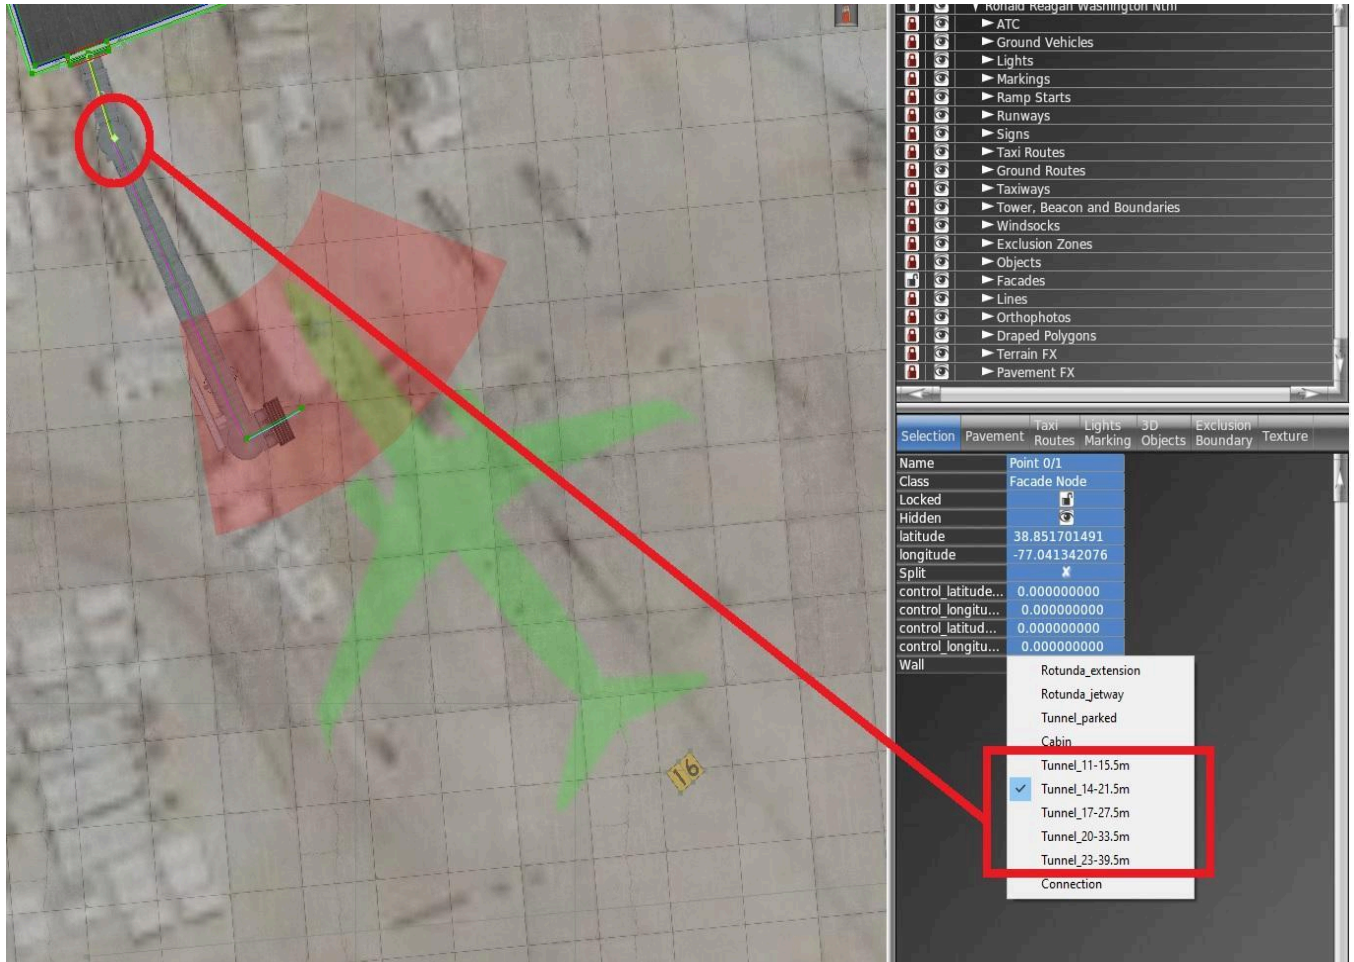 Ronald Reagan Washington Ntnl
ATC
Ground Vehicles
Lights
Markings
Ramp Starts
Runways
Signs
Taxi Routes
Ground Routes
Taxiways
Tower, Beacon and Boundaries
Windsocks
Exclusion Zones
Objects
Facades
Lines
Orthophotos
Draped Polygons
Terrain FX
Pavement FX
Selection Pavement Taxi Routes Lights Marking 3D Objects Exclusion Boundary Texture
Name Point 0/1
Class Facade Node
Locked
Hidden
latitude 38.851701491
longitude -77.041342076
Split X
control_latitude... 0.000000000
control_longitu... 0.000000000
control_latitud... 0.000000000
control_longitu... 0.000000000
Wall
Rotunda_extension
Rotunda_jetway
Tunnel_parked
Cabin
Tunnel_11-15.5m
Tunnel_14-21.5m
Tunnel_17-27.5m
Tunnel_20-33.5m
Tunnel_23-39.5m
Connection
16